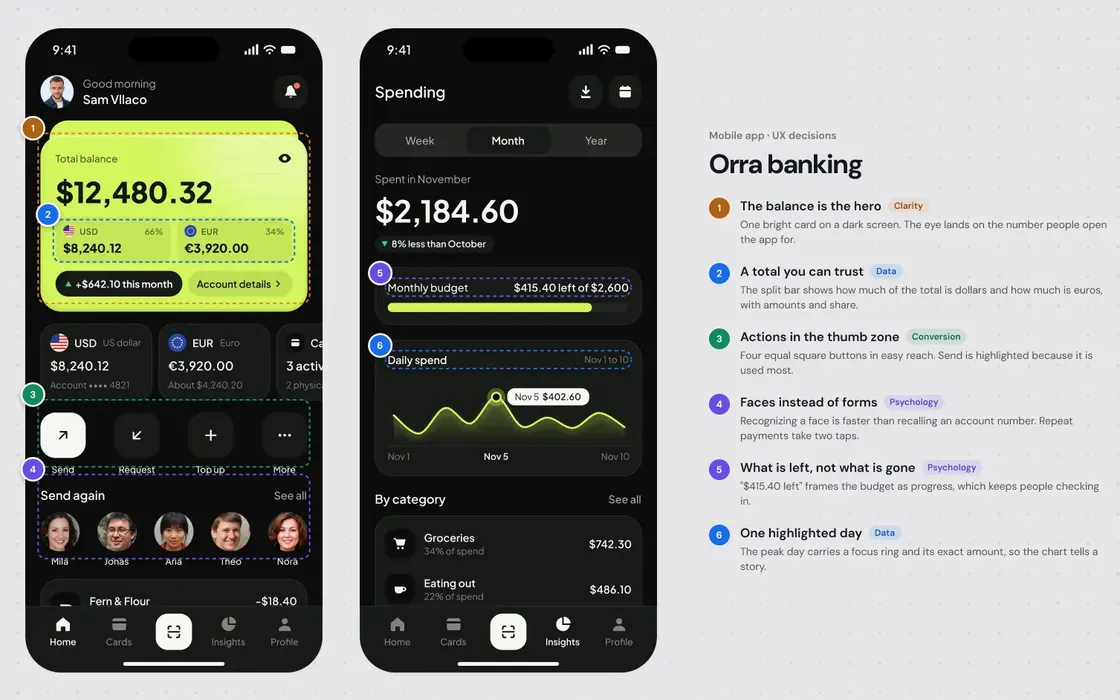 9:41
Good morning
Sam Vllaco
1
Total balance
$12,480.32
2
USD 66%
$8,240.12
EUR 34%
€3,920.00
+$642.10 this month
Account details
USD US dollar
$8,240.12
Account •••• 4821
EUR Euro
€3,920.00
About $4,240.20
Ca
3 activ
2 physica
3
Send
Request
Top up
More
4
Send again
See all
Mila
Jonas
Aria
Theo
Nora
Fern & Flour
-$18.40
Home
Cards
Insights
Profile
9:41
Spending
Week
Month
Year
Spent in November
$2,184.60
8% less than October
5
Monthly budget
$415.40 left of $2,600
6
Daily spend
Nov 1 to 10
Nov 5 $402.60
Nov 1
Nov 5
Nov 10
By category
See all
Groceries
34% of spend
$742.30
Eating out
22% of spend
$486.10
Home
Cards
Insights
Profile
Mobile app · UX decisions
Orra banking
1
The balance is the hero
Clarity
One bright card on a dark screen. The eye lands on the number people open
the app for.
2
A total you can trust
Data
The split bar shows how much of the total is dollars and how much is euros,
with amounts and share.
3
Actions in the thumb zone
Conversion
Four equal square buttons in easy reach. Send is highlighted because it is
used most.
4
Faces instead of forms
Psychology
Recognizing a face is faster than recalling an account number. Repeat
payments take two taps.
5
What is left, not what is gone
Psychology
"$415.40 left" frames the budget as progress, which keeps people checking
in.
6
One highlighted day
Data
The peak day carries a focus ring and its exact amount, so the chart tells a
story.